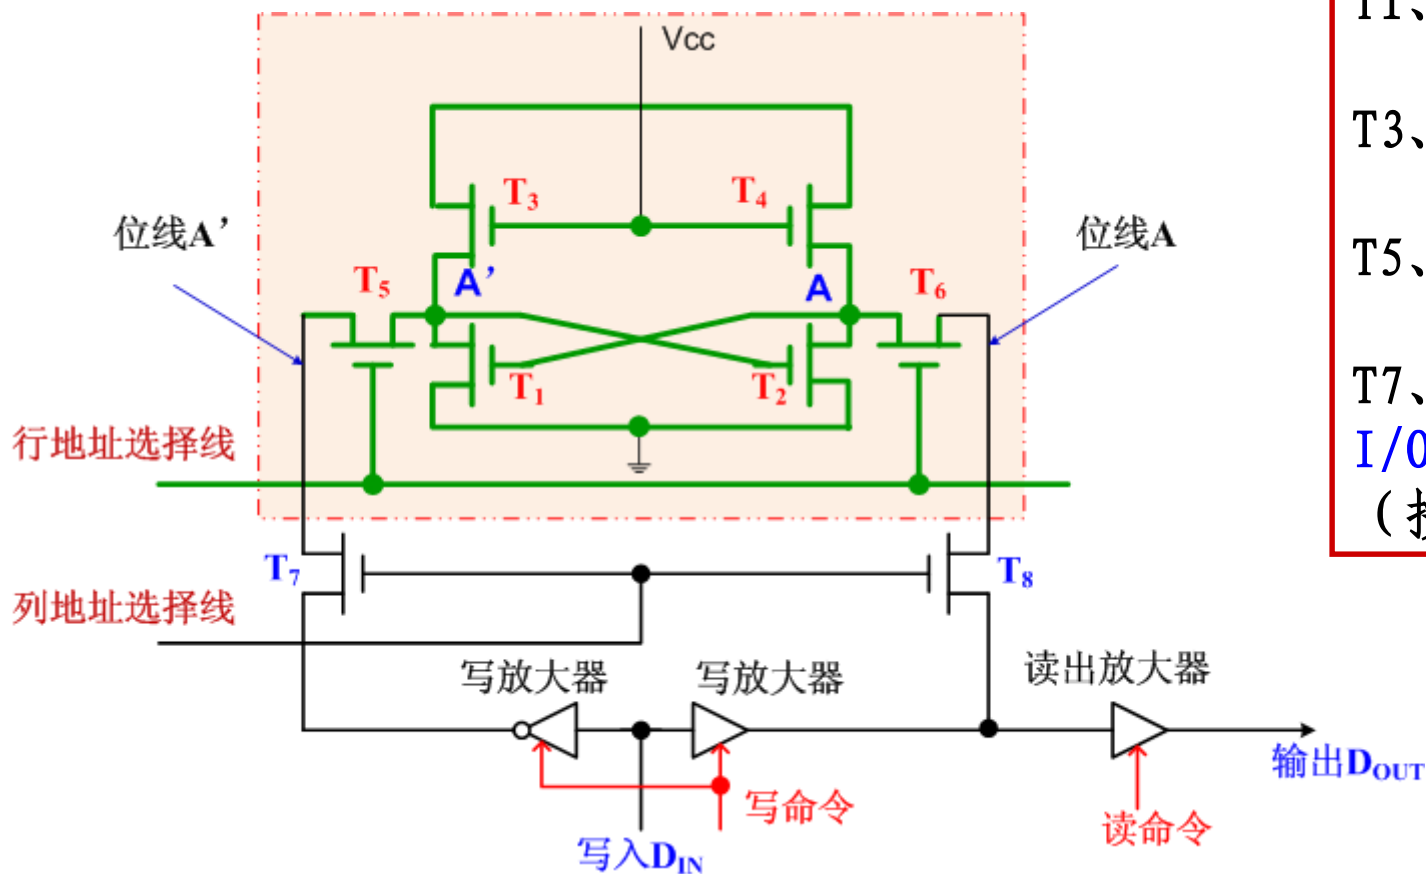 Vcc
T1、
T3、
T₃
T₄
位线A’
位线A
T5、
T₅
A’
A
T₆
T₁
T₂
T7、
I/O
行地址选择线
(
T₇
T₈
列地址选择线
写放大器
写放大器
读出放大器
输出D_OUT
写命令
读命令
写入D_IN